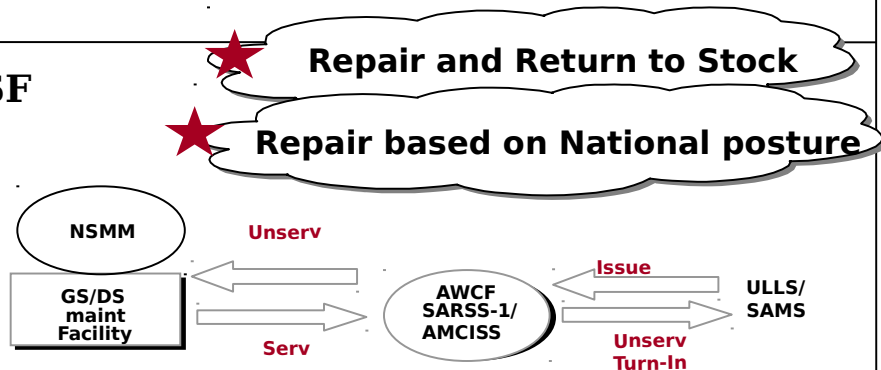 Repair and Return to Stock
SF
Repair based on National posture
NSMM
Unserv
GS/DS
maint
Facility
Serv
AWCF
SARSS-1/
AMCISS
Issue
Unserv
Turn-In
ULLS/
SAMS